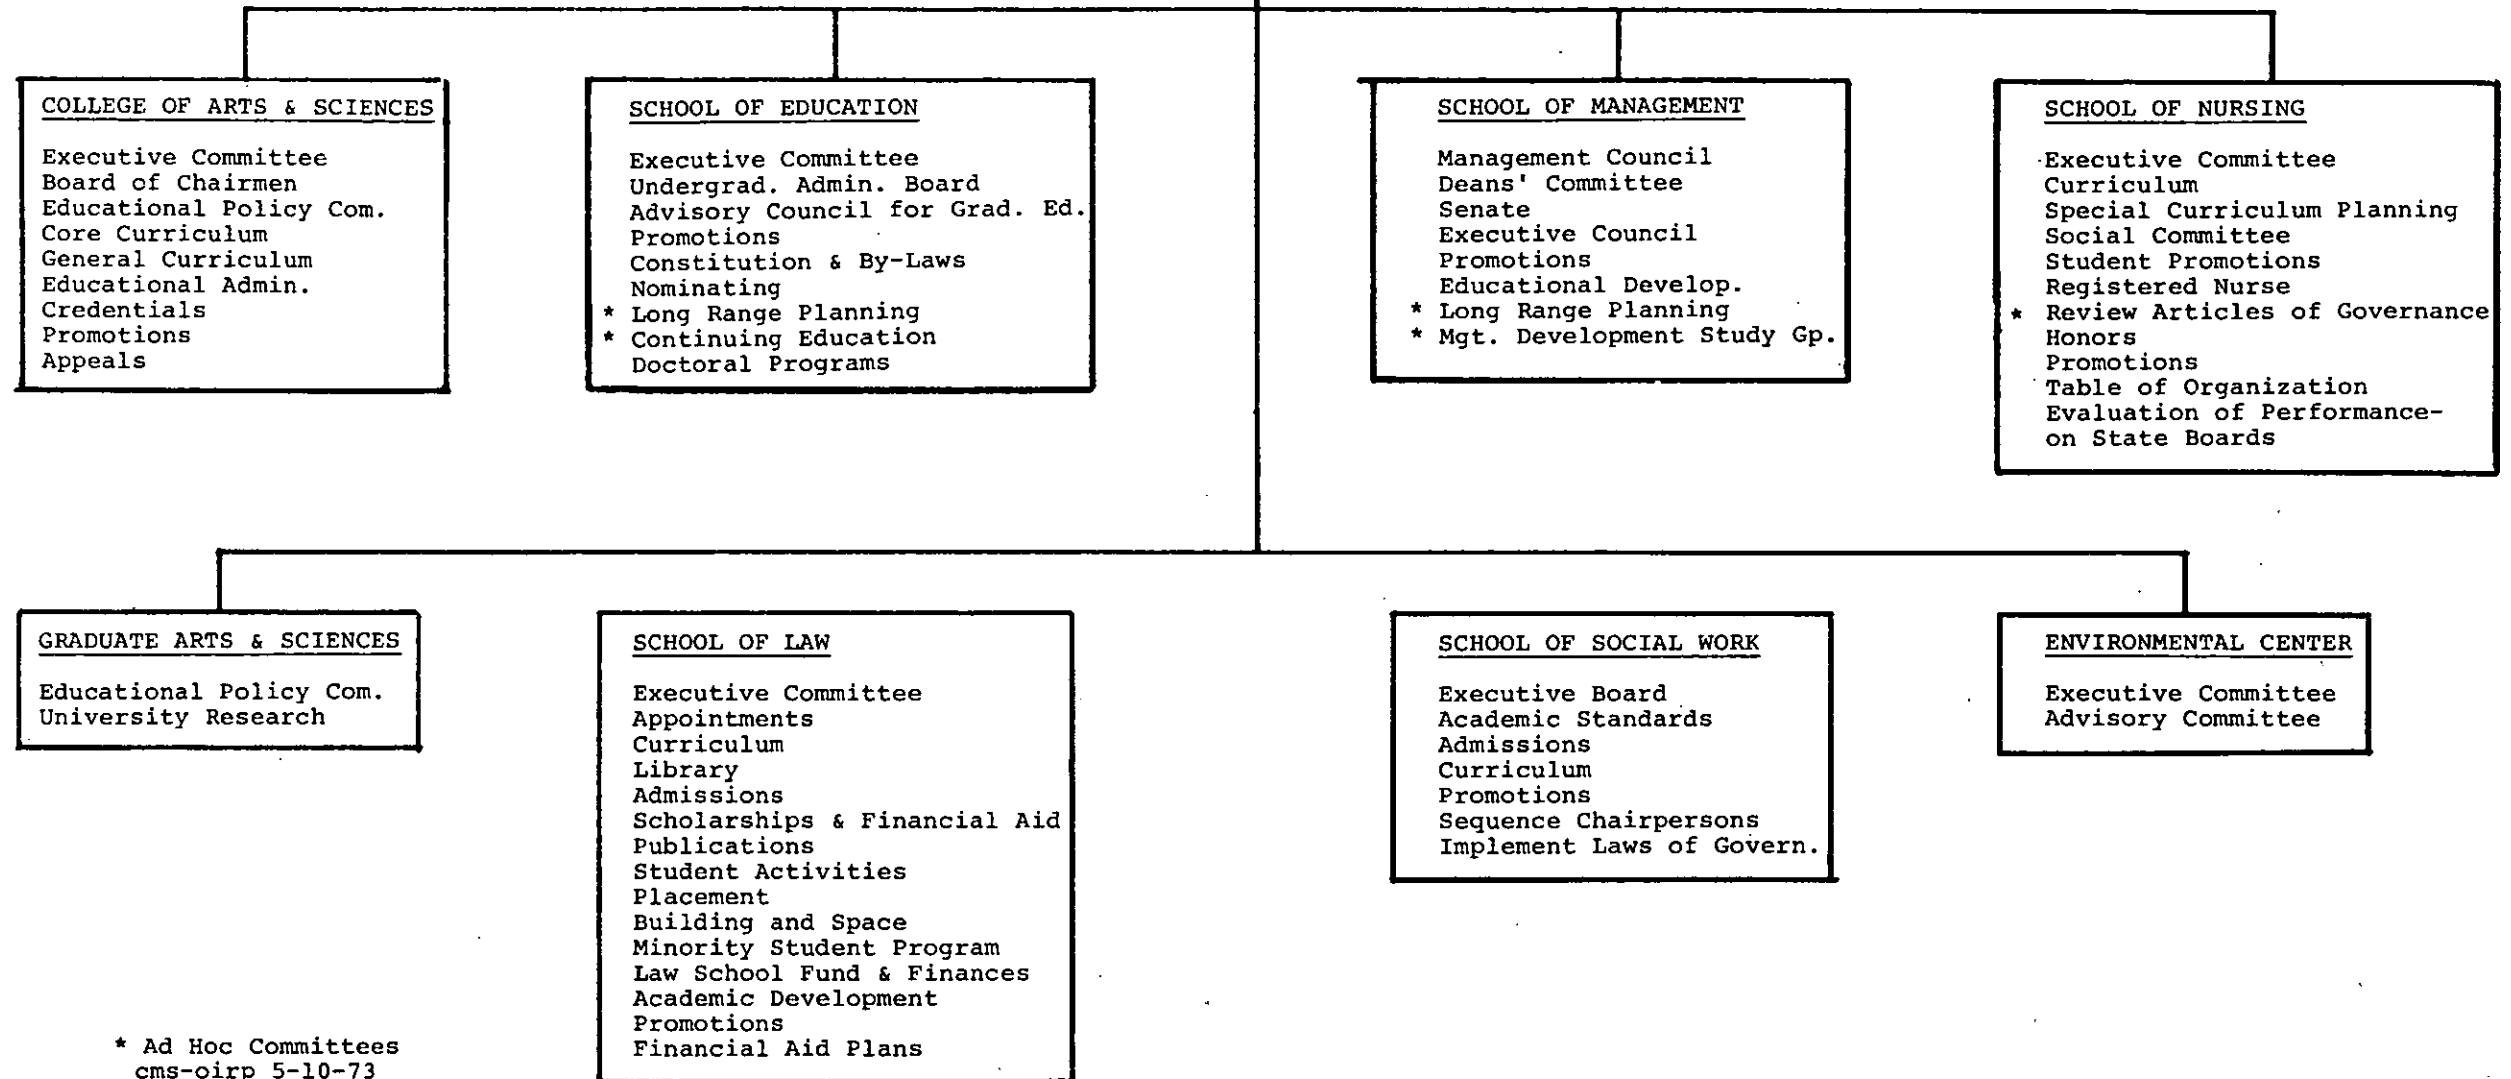 COLLEGE OF ARTS & SCIENCES
Executive Committee
Board of Chairmen
Educational Policy Com.
Core Curriculum
General Curriculum
Educational Admin.
Credentials
Promotions
Appeals
SCHOOL OF EDUCATION
Executive Committee
Undergrad. Admin. Board
Advisory Council for Grad. Ed.
Promotions
Constitution & By-Laws
Nominating
* Long Range Planning
* Continuing Education
Doctoral Programs
SCHOOL OF MANAGEMENT
Management Council
Deans' Committee
Senate
Executive Council
Promotions
Educational Develop.
* Long Range Planning
* Mgt. Development Study Gp.
SCHOOL OF NURSING
Executive Committee
Curriculum
Special Curriculum Planning
Social Committee
Student Promotions
Registered Nurse
* Review Articles of Governance
Honors
Promotions
Table of Organization
Evaluation of Performance-
on State Boards
GRADUATE ARTS & SCIENCES
Educational Policy Com.
University Research
SCHOOL OF LAW
Executive Committee
Appointments
Curriculum
Library
Admissions
Scholarships & Financial Aid
Publications
Student Activities
Placement
Building and Space
Minority Student Program
Law School Fund & Finances
Academic Development
Promotions
Financial Aid Plans
SCHOOL OF SOCIAL WORK
Executive Board
Academic Standards
Admissions
Curriculum
Promotions
Sequence Chairpersons
Implement Laws of Govern.
ENVIRONMENTAL CENTER
Executive Committee
Advisory Committee
* Ad Hoc Committees
cms-oirp 5-10-73